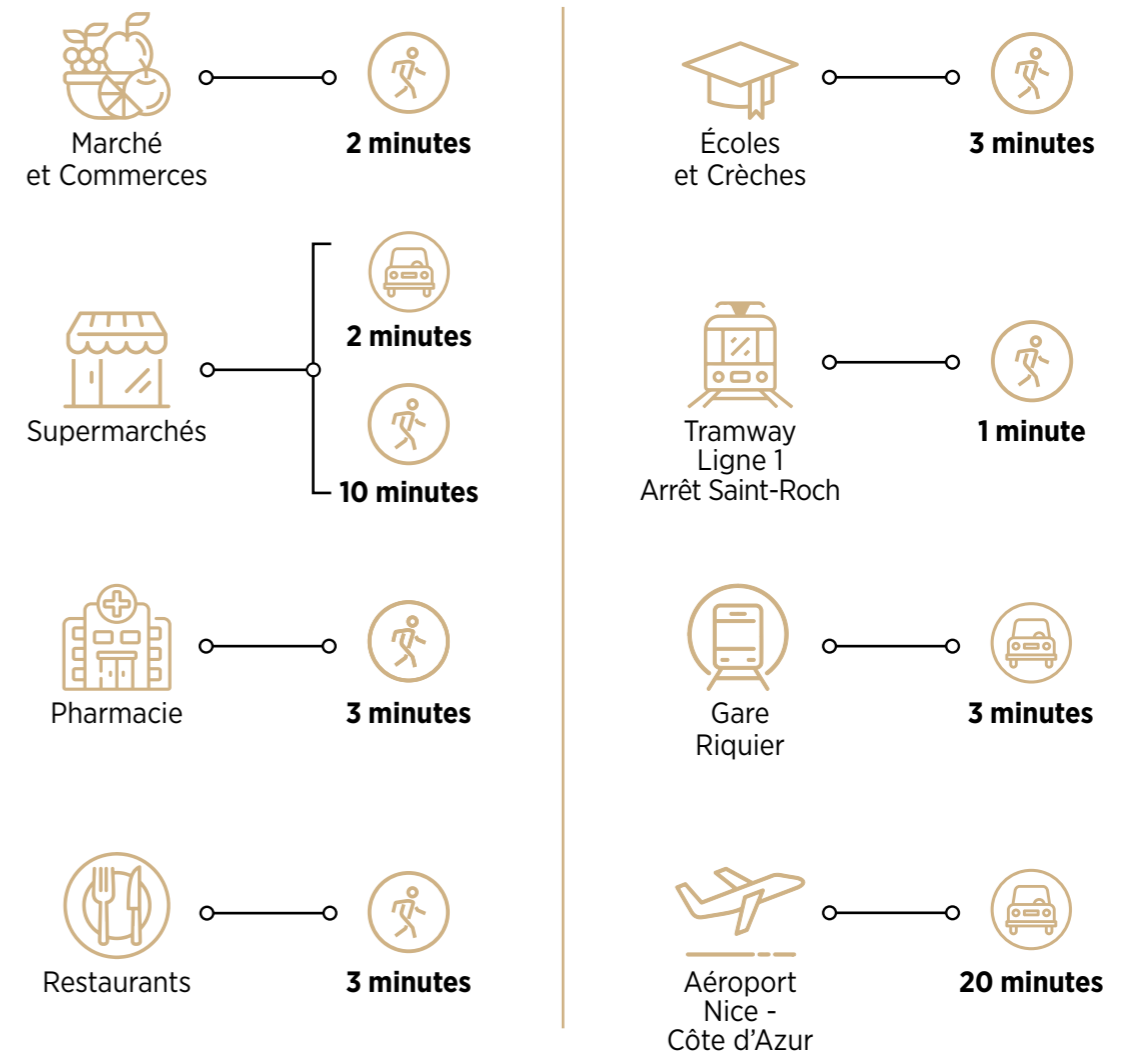 Marché
et Commerces
2 minutes
Supermarchés
2 minutes
10 minutes
Pharmacie
3 minutes
Restaurants
3 minutes
Écoles
et Crèches
3 minutes
Tramway
Ligne 1
Arrêt Saint-Roch
1 minute
Gare
Riquier
3 minutes
Aéroport
Nice -
Côte d’Azur
20 minutes